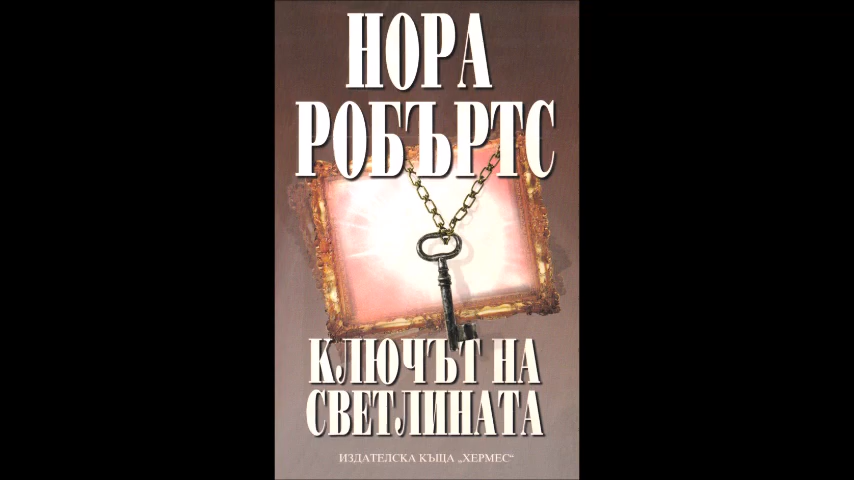 НОРА
РОБЪРТС
КЛЮЧЪТ НА
СВЕТЛИНАТА
ИЗДАТЕЛСКА КЪЩА „ХЕРМЕС“